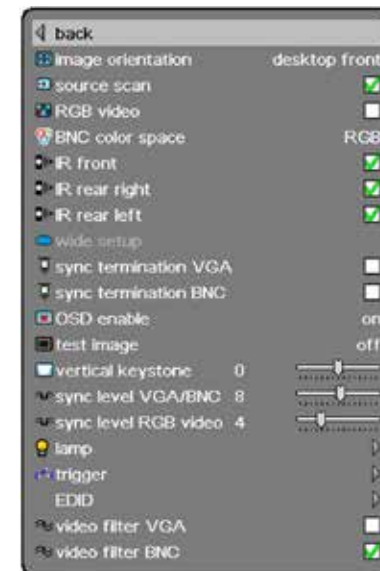 back
image orientation desktop front
source scan
RGB video
BNC color space RGB
IR front
IR rear right
IR rear left
wide setup
sync termination VGA
sync termination BNC
OSD enable on
test image off
vertical keystone 0
sync level VGA/BNC 8
sync level RGB video 4
lamp
trigger
EDID
video filter VGA
video filter BNC